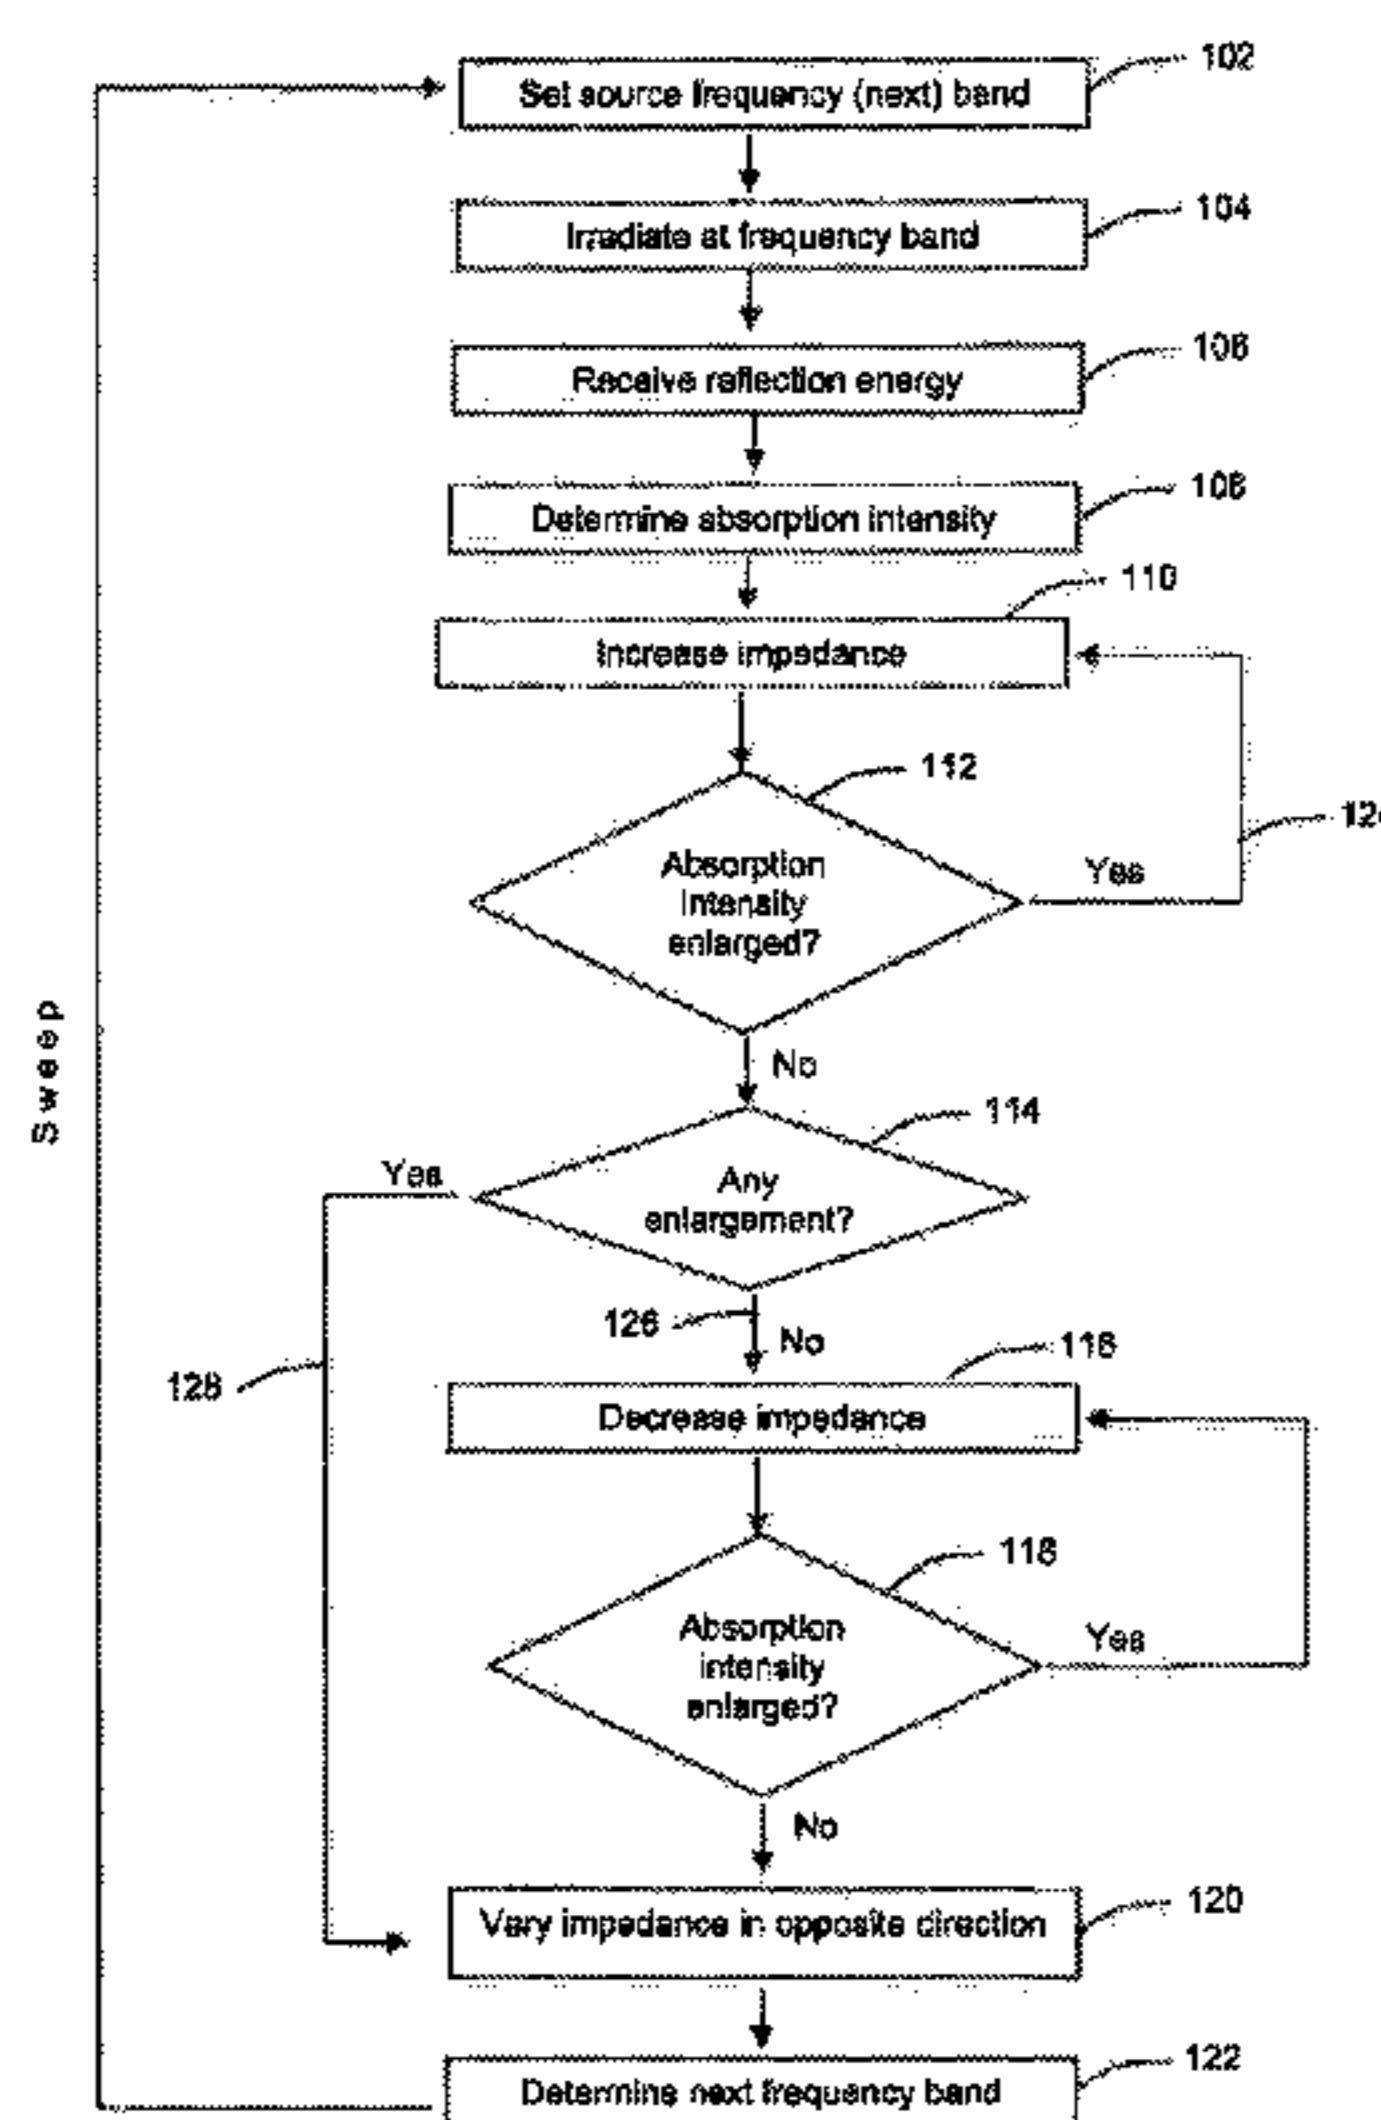 Set source frequency (next) band
102
Irradiate at frequency band
104
Receive reflection energy
106
Determine absorption intensity
108
110
Increase impedance
112
Absorption
intensity
enlarged?
Yes
Sweep
No
114
Yes
Any
enlargement?
126
No
116
128
Decrease impedance
118
Absorption
intensity
enlarged?
Yes
No
120
Vary impedance in opposite direction
122
Determine next frequency band